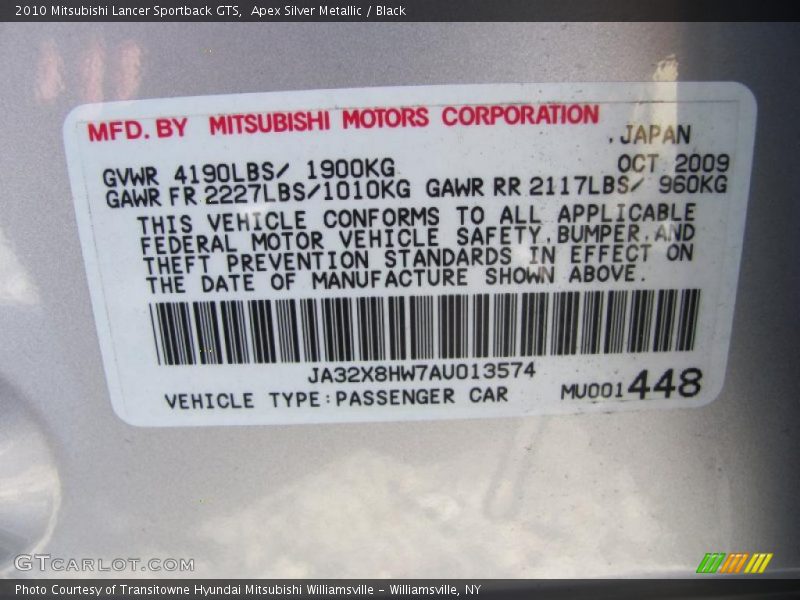 2010 Mitsubishi Lancer Sportback GTS,  Apex Silver Metallic / Black
MFD. BY MITSUBISHI MOTORS CORPORATION
.JAPAN
GVWR 4190LBS/ 1900KG OCT 2009
GAWR FR 2227LBS/1010KG GAWR RR 2117LBS/ 960KG
THIS VEHICLE CONFORMS TO ALL APPLICABLE
FEDERAL MOTOR VEHICLE SAFETY,BUMPER,AND
THEFT PREVENTION STANDARDS IN EFFECT ON
THE DATE OF MANUFACTURE SHOWN ABOVE.
JA32X8HW7AU013574
VEHICLE TYPE:PASSENGER CAR MU001448
GTCARLOT.COM
Photo Courtesy of Transitowne Hyundai Mitsubishi Williamsville – Williamsville, NY